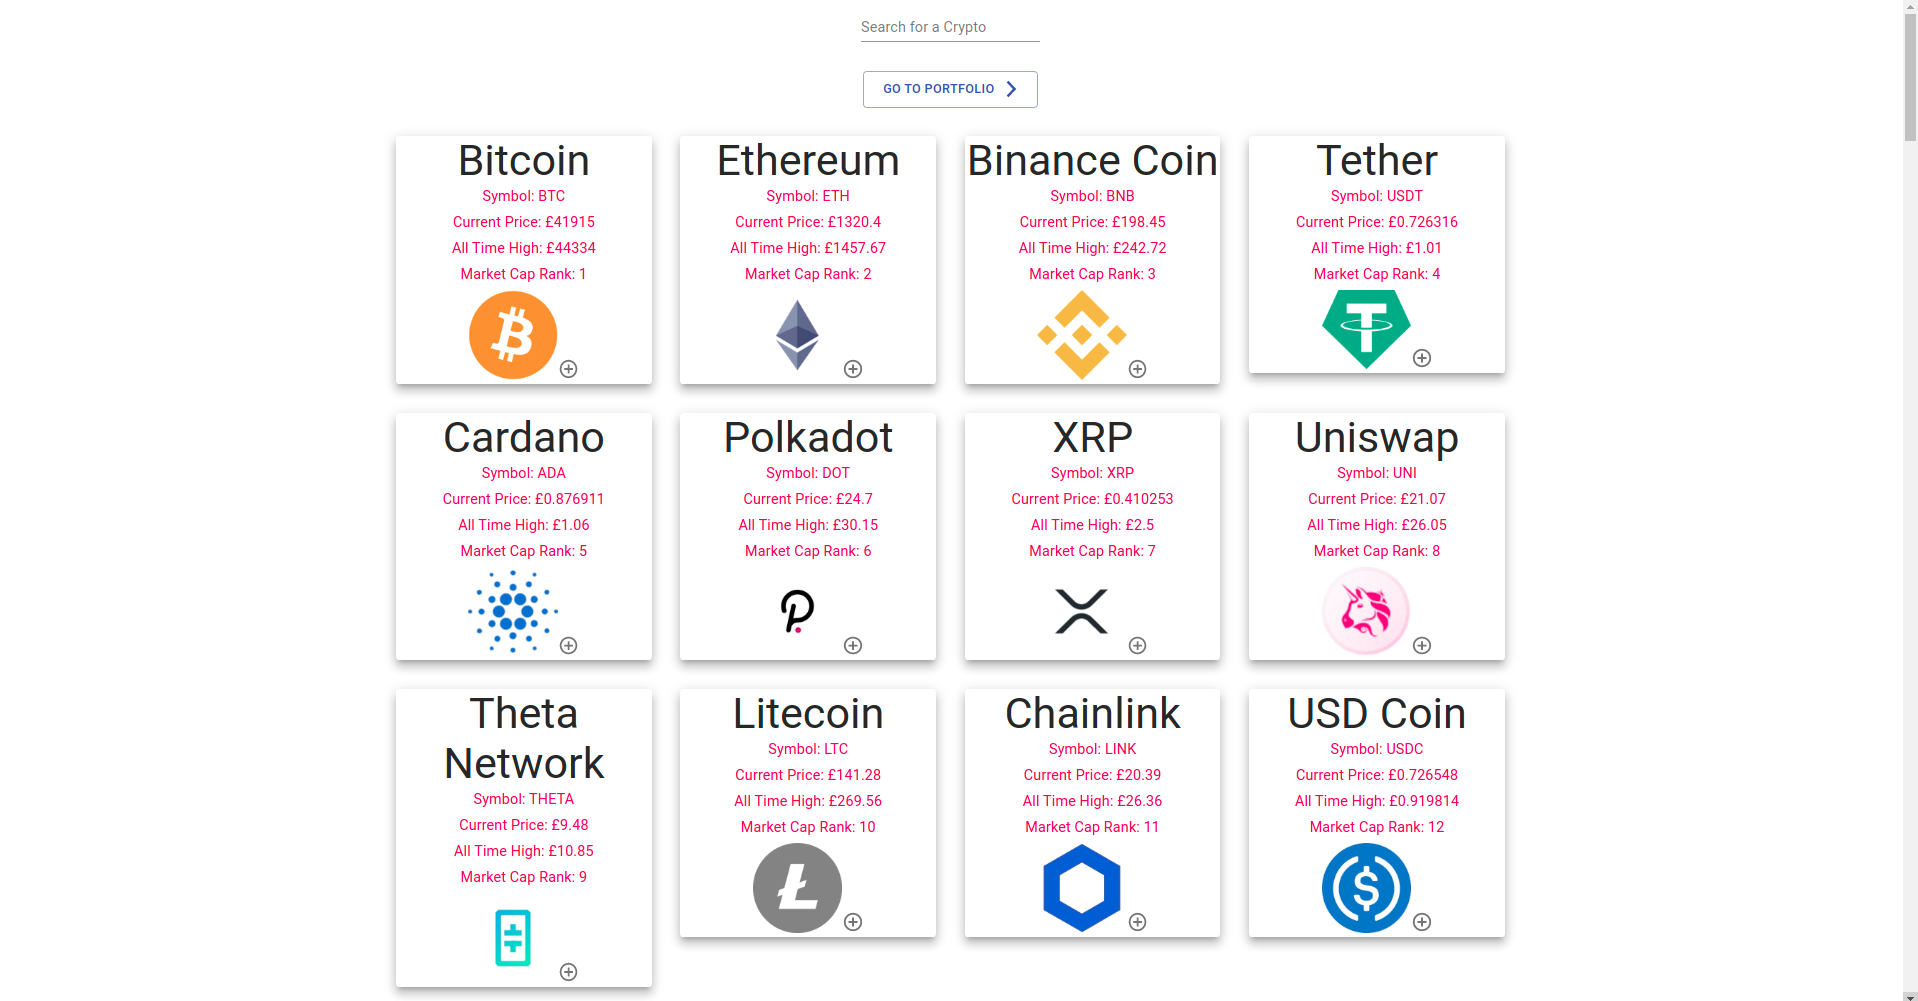 Search for a Crypto
GO TO PORTFOLIO
Bitcoin
Symbol: BTC
Current Price: £41915
All Time High: £44334
Market Cap Rank: 1
Ethereum
Symbol: ETH
Current Price: £1320.4
All Time High: £1457.67
Market Cap Rank: 2
Binance Coin
Symbol: BNB
Current Price: £198.45
All Time High: £242.72
Market Cap Rank: 3
Tether
Symbol: USDT
Current Price: £0.726316
All Time High: £1.01
Market Cap Rank: 4
Cardano
Symbol: ADA
Current Price: £0.876911
All Time High: £1.06
Market Cap Rank: 5
Polkadot
Symbol: DOT
Current Price: £24.7
All Time High: £30.15
Market Cap Rank: 6
XRP
Symbol: XRP
Current Price: £0.410253
All Time High: £2.5
Market Cap Rank: 7
Uniswap
Symbol: UNI
Current Price: £21.07
All Time High: £26.05
Market Cap Rank: 8
Theta
Network
Symbol: THETA
Current Price: £9.48
All Time High: £10.85
Market Cap Rank: 9
Litecoin
Symbol: LTC
Current Price: £141.28
All Time High: £269.56
Market Cap Rank: 10
Chainlink
Symbol: LINK
Current Price: £20.39
All Time High: £26.36
Market Cap Rank: 11
USD Coin
Symbol: USDC
Current Price: £0.726548
All Time High: £0.919814
Market Cap Rank: 12